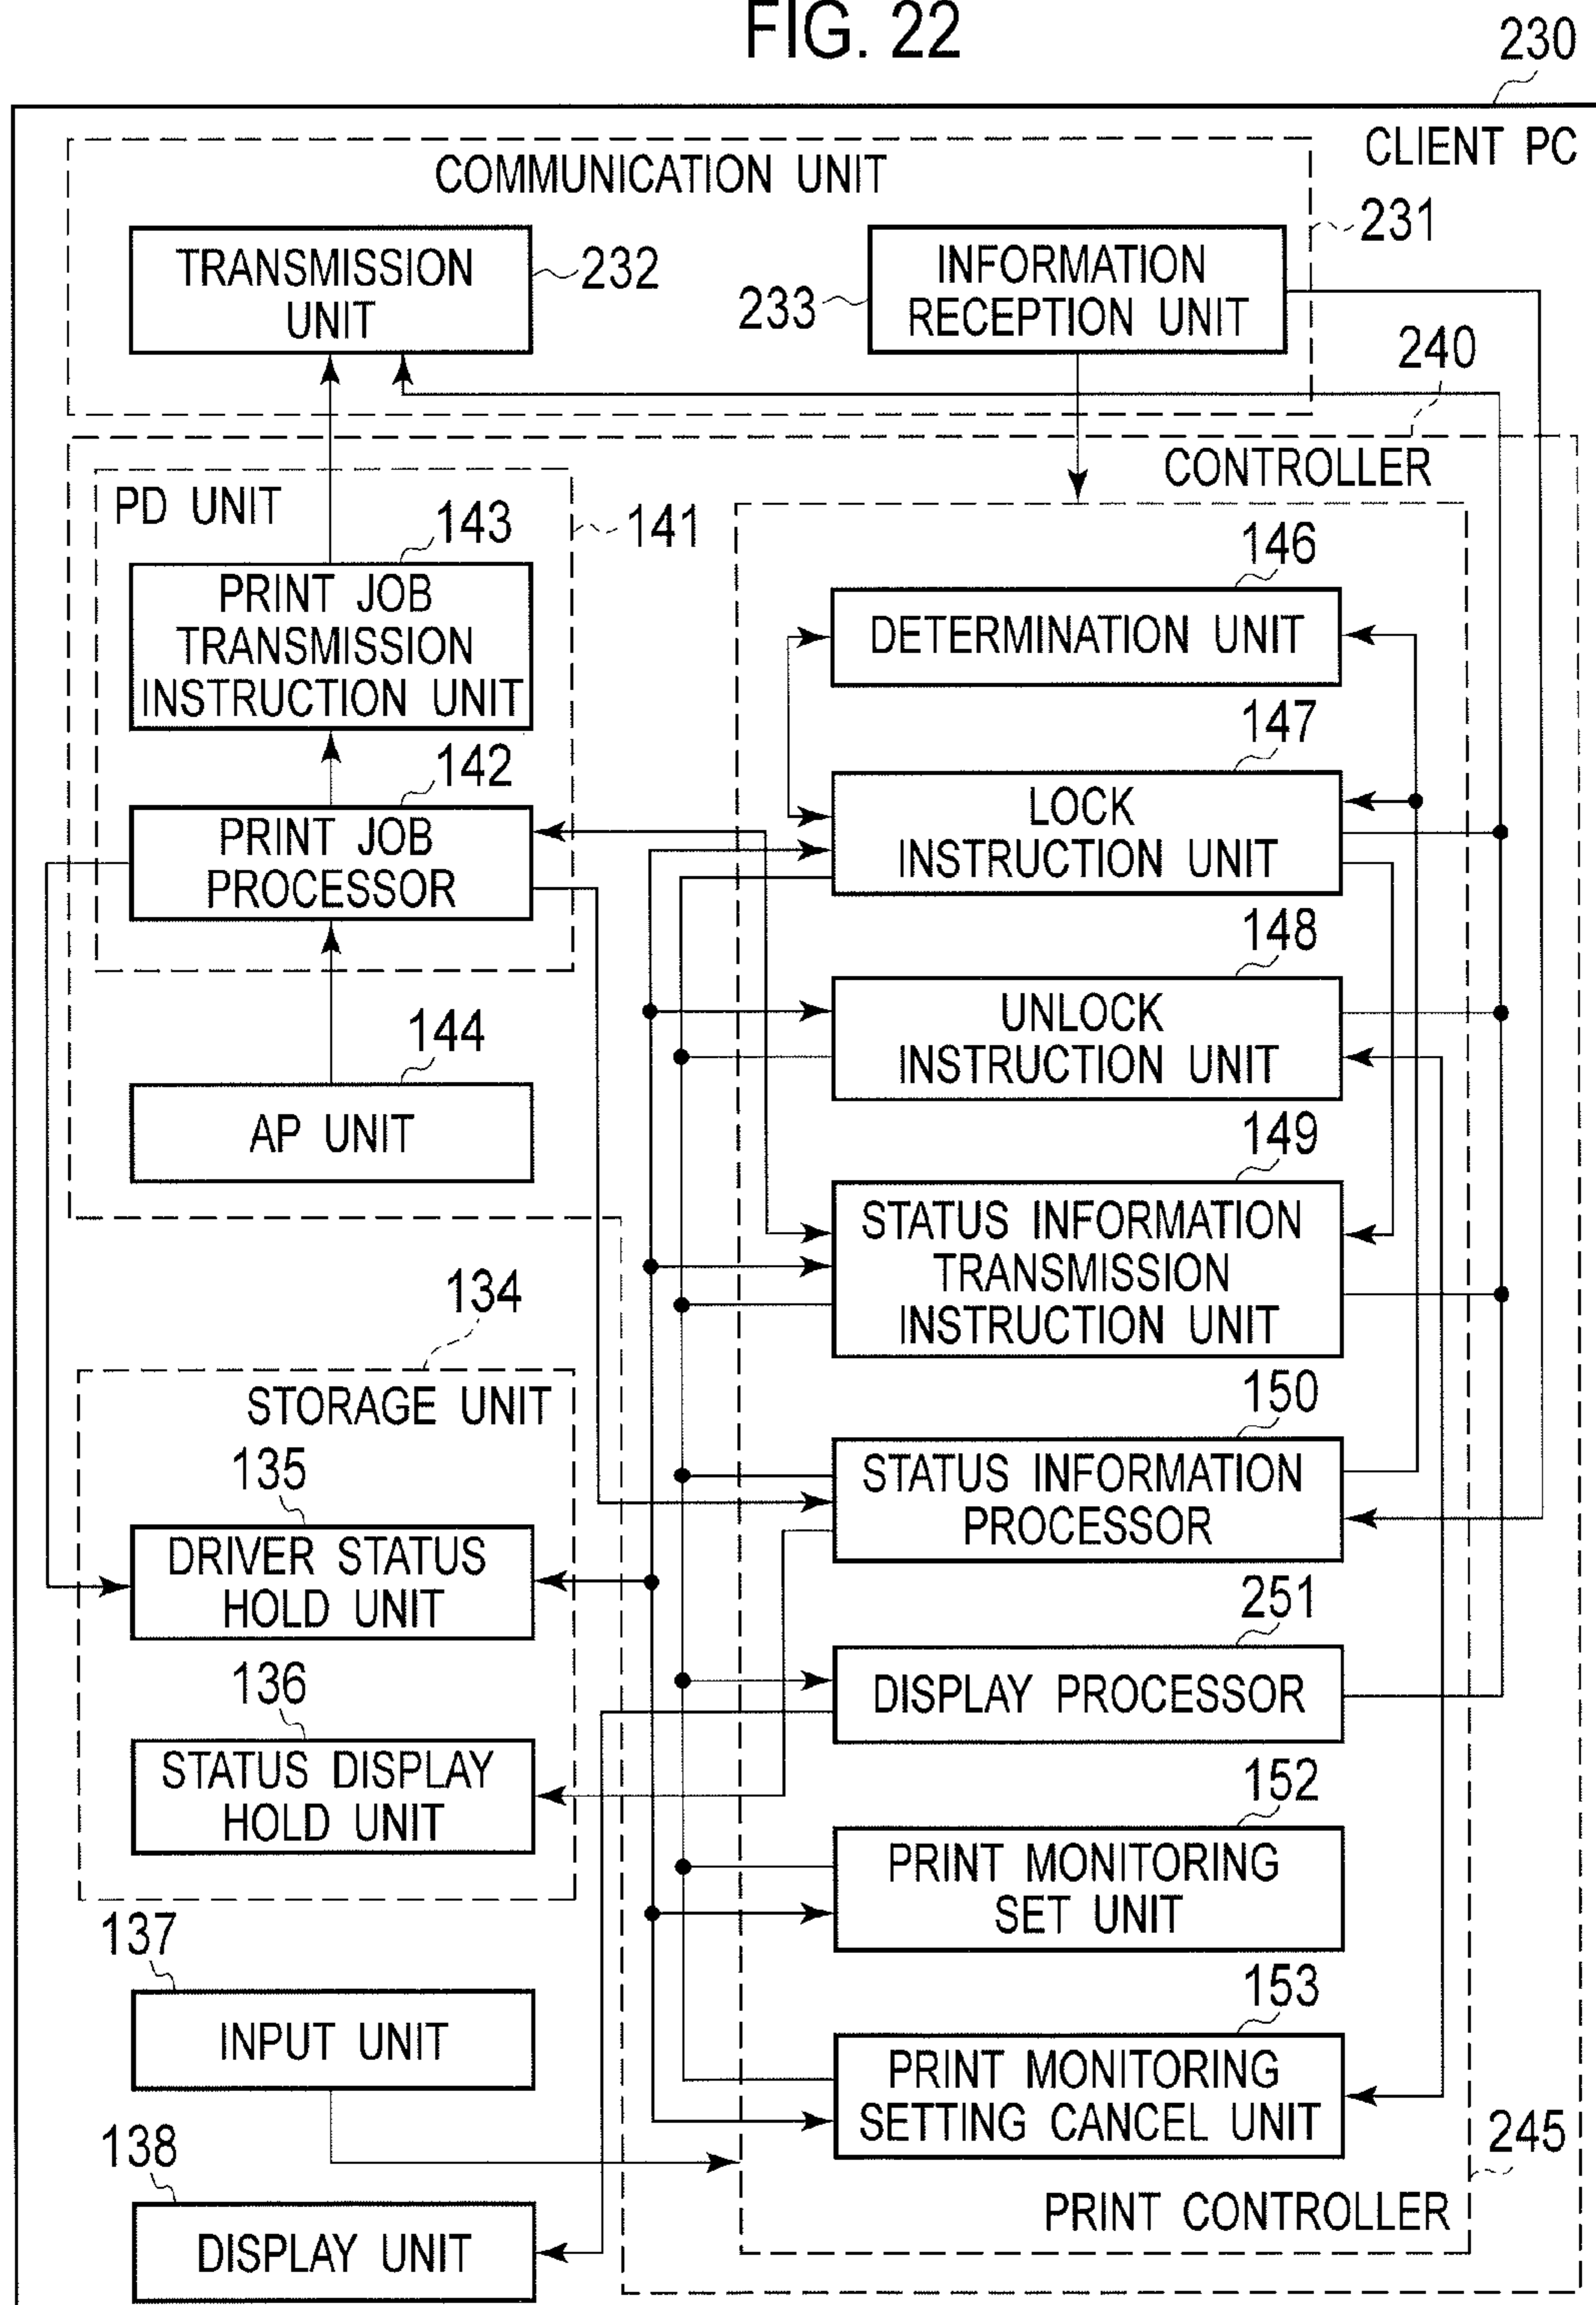 FIG. 22
230
CLIENT PC
COMMUNICATION UNIT
231
TRANSMISSION
UNIT
232
233
INFORMATION
RECEPTION UNIT
240
CONTROLLER
PD UNIT
141
143
PRINT JOB
TRANSMISSION
INSTRUCTION UNIT
142
PRINT JOB
PROCESSOR
144
AP UNIT
146
DETERMINATION UNIT
147
LOCK
INSTRUCTION UNIT
148
UNLOCK
INSTRUCTION UNIT
149
STATUS INFORMATION
TRANSMISSION
INSTRUCTION UNIT
134
STORAGE UNIT
135
DRIVER STATUS
HOLD UNIT
136
STATUS DISPLAY
HOLD UNIT
150
STATUS INFORMATION
PROCESSOR
251
DISPLAY PROCESSOR
152
PRINT MONITORING
SET UNIT
153
PRINT MONITORING
SETTING CANCEL UNIT
137
INPUT UNIT
138
DISPLAY UNIT
245
PRINT CONTROLLER